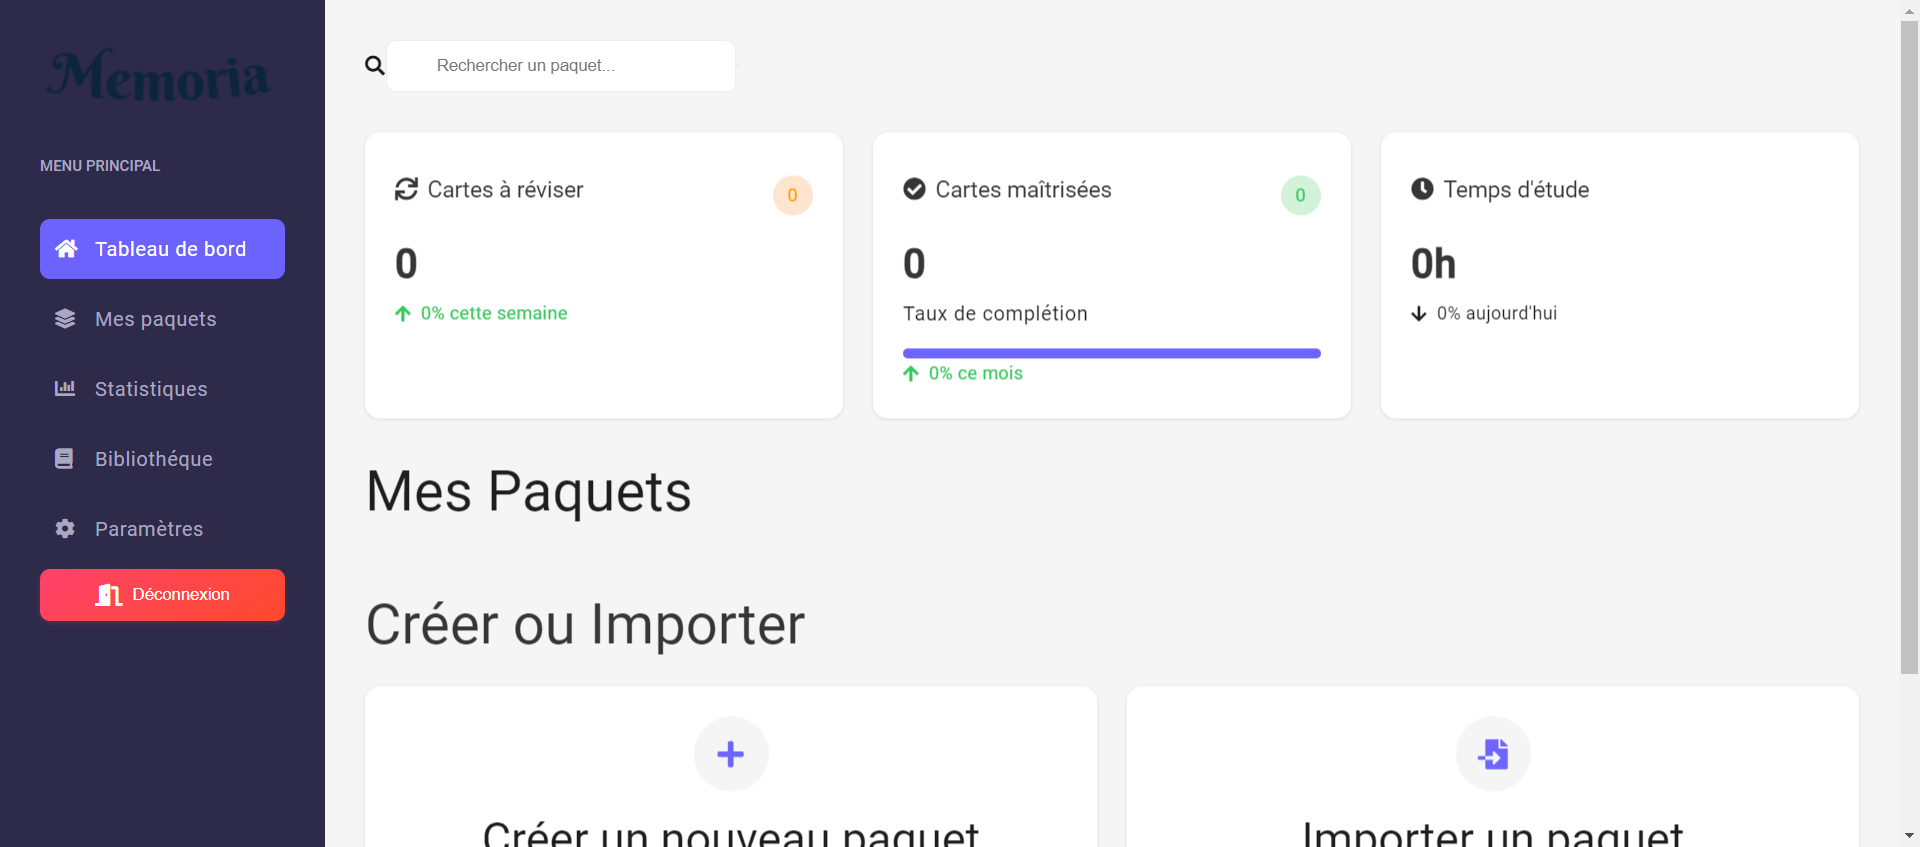 Memoria
MENU PRINCIPAL
Tableau de bord
Mes paquets
Statistiques
Bibliothéque
Paramètres
Déconnexion
Rechercher un paquet...
Cartes à réviser
0
0
0% cette semaine
Cartes maîtrisées
0
0
Taux de complétion
0% ce mois
Temps d'étude
0h
0% aujourd'hui
Mes Paquets
Créer ou Importer
Créer un nouveau paquet
Importer un paquet